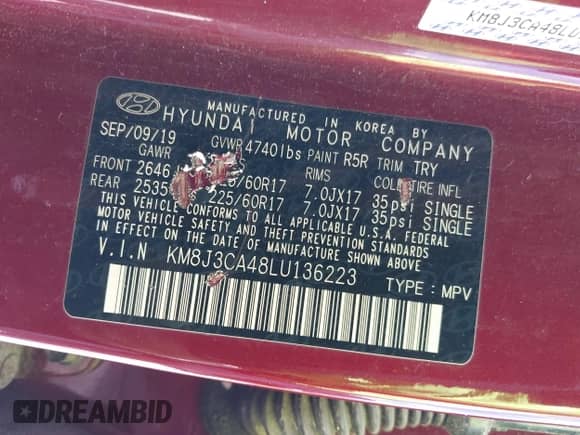 KM8J3CA48LU
MANUFACTURED IN KOREA BY
HYUNDAI MOTOR COMPANY
SEP/09/19 GVWR 4740lbs PAINT R5R TRIM TRY
GAWR RIMS COLD TIRE INFL
FRONT 2646 /60R17 7.0JX17 35psi SINGLE
REAR 2535 225/60R17 7.0JX17 35psi SINGLE
THIS VEHICLE CONFORMS TO ALL APPLICABLE U.S.A. FEDERAL
MOTOR VEHICLE SAFETY AND THEFT PREVENTION STANDARDS
IN EFFECT ON THE DATE OF MANUFACTURE SHOWN ABOVE
V.I.N KM8J3CA48LU136223 TYPE : MPV
DREAMBID